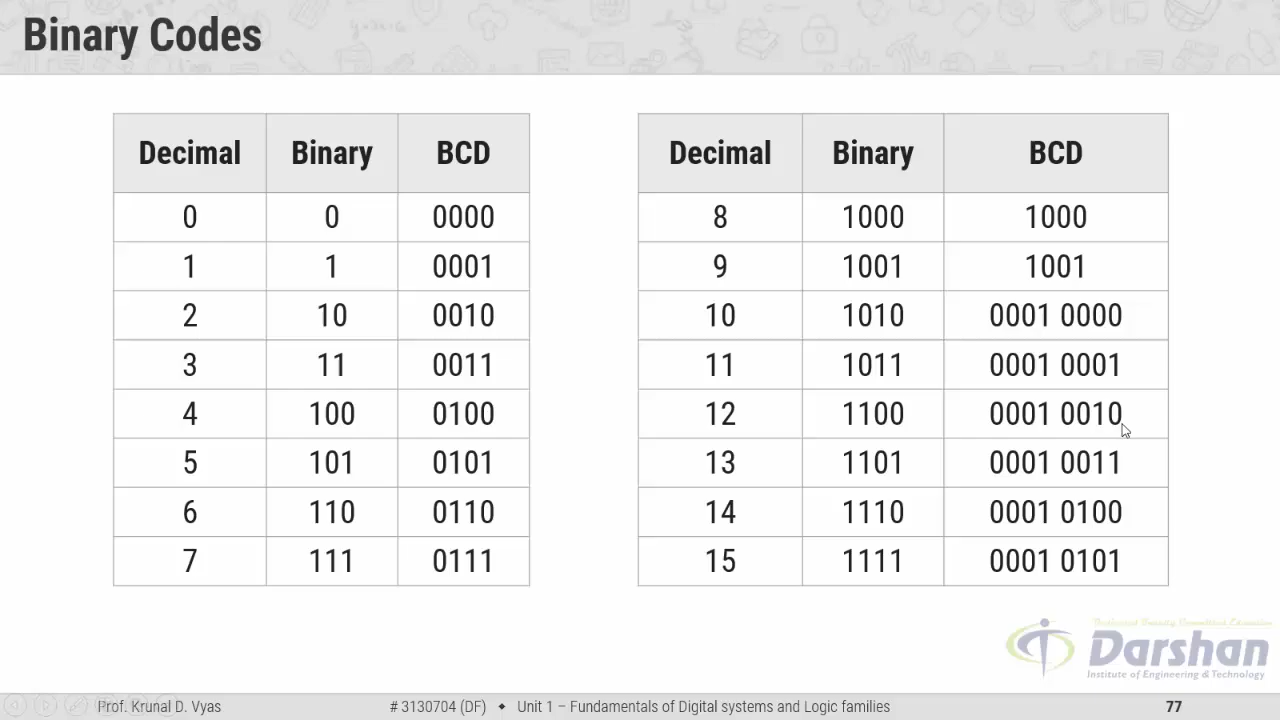 Binary Codes
Decimal Binary BCD
0 0 0000
1 1 0001
2 10 0010
3 11 0011
4 100 0100
5 101 0101
6 110 0110
7 111 0111
Decimal Binary BCD
8 1000 1000
9 1001 1001
10 1010 0001 0000
11 1011 0001 0001
12 1100 0001 0010
13 1101 0001 0011
14 1110 0001 0100
15 1111 0001 0101
Darshan
Institute of Engineering & Technology
Prof. Krunal D. Vyas # 3130704 (DF) ◆ Unit 1 – Fundamentals of Digital systems and Logic families 77